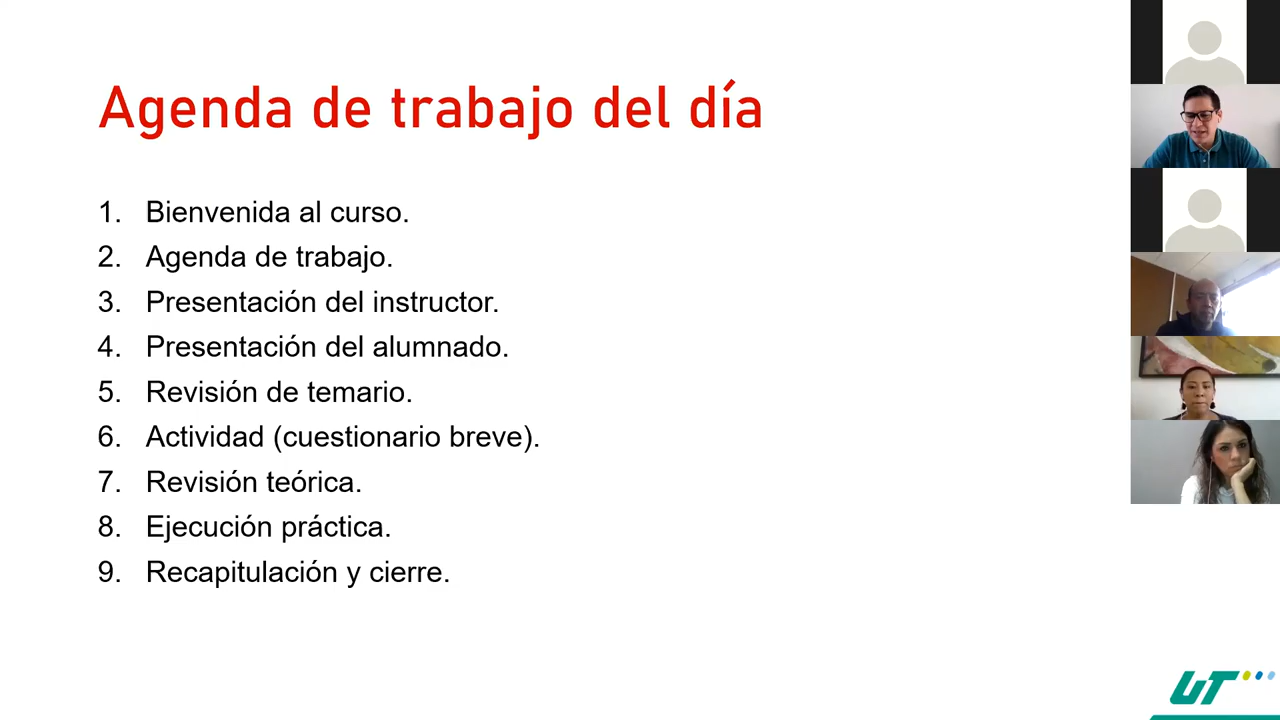 Agenda de trabajo del día
1. Bienvenida al curso.
2. Agenda de trabajo.
3. Presentación del instructor.
4. Presentación del alumnado.
5. Revisión de temario.
6. Actividad (cuestionario breve).
7. Revisión teórica.
8. Ejecución práctica.
9. Recapitulación y cierre.
UT